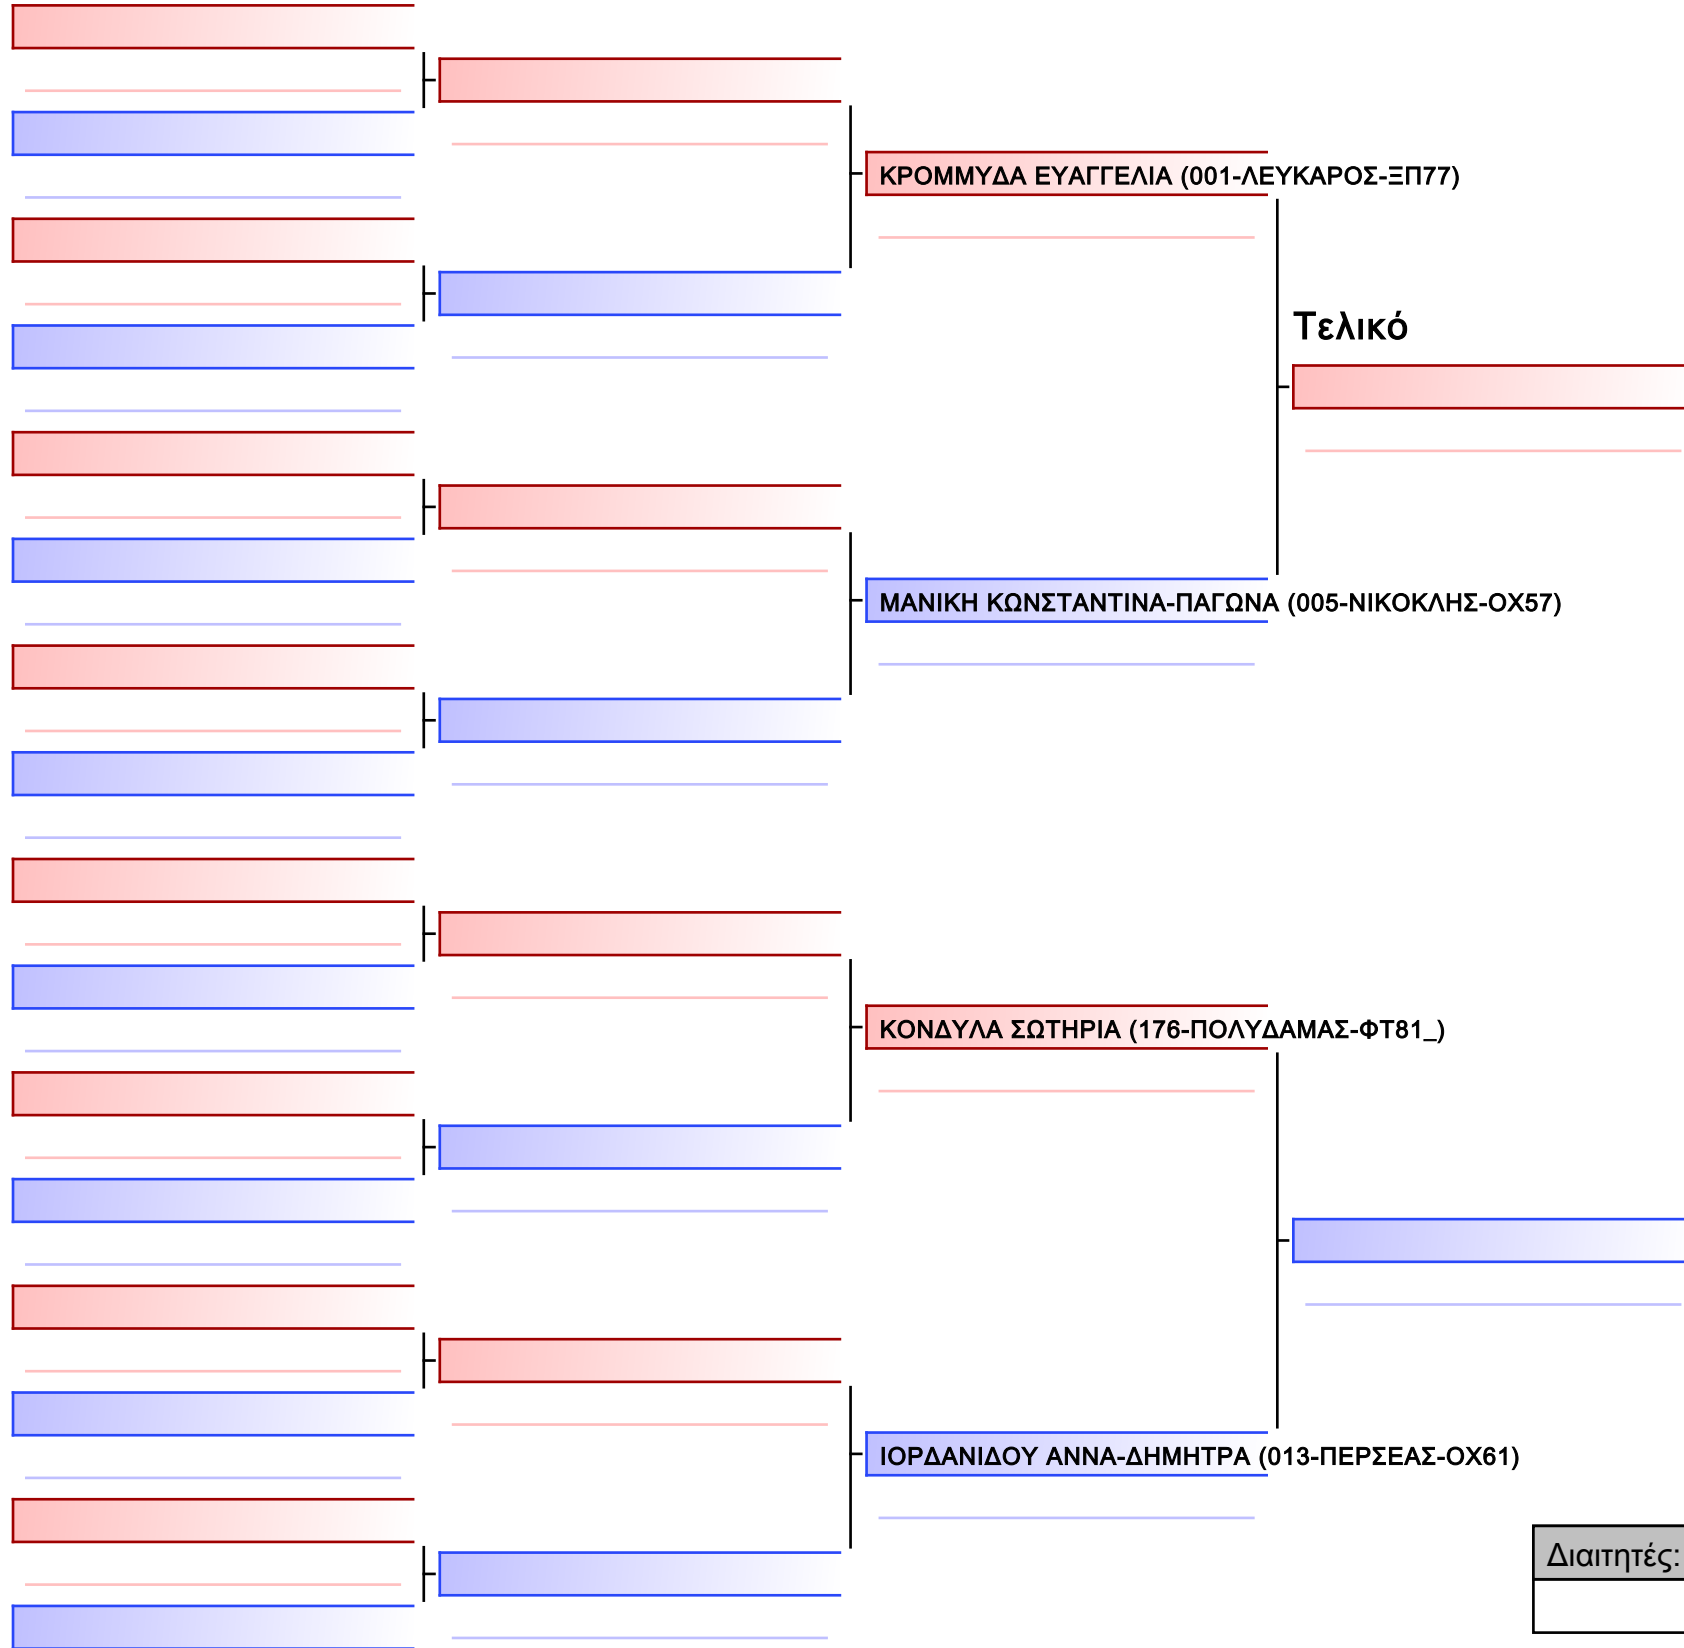 ΚΡΟΜΜΥΔΑ ΕΥΑΓΓΕΛΙΑ (001-ΛΕΥΚΑΡΟΣ-ΞΠ77)
Τελικό
ΜΑΝΙΚΗ ΚΩΝΣΤΑΝΤΙΝΑ-ΠΑΓΩΝΑ (005-ΝΙΚΟΚΛΗΣ-ΟΧ57)
ΚΟΝΔΥΛΑ ΣΩΤΗΡΙΑ (176-ΠΟΛΥΔΑΜΑΣ-ΦΤ81_)
ΙΟΡΔΑΝΙΔΟΥ ΑΝΝΑ-ΔΗΜΗΤΡΑ (013-ΠΕΡΣΕΑΣ-ΟΧ61)
Διαιτητές: